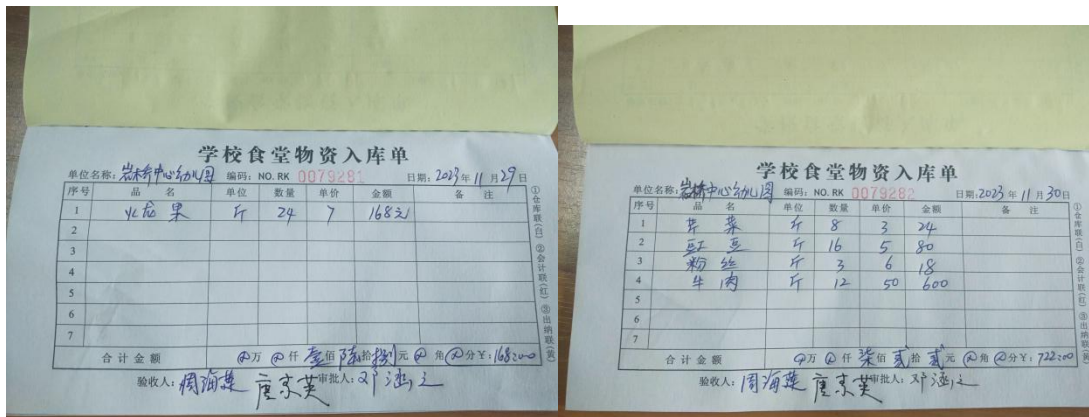 学校食堂物资入库单
单位名称：岩桥中心幼儿园 编码：NO.RK 0079281 日期：2023年11月29日
序号 品名 单位 数量 单价 金额 备注
1 火龙果 斤 24 7 168元
2
3
4
5
6
7
合计金额 万 仟 壹佰 陆拾 捌元 角 分 ¥：168.00
验收人：周海莲 唐素英 审批人：邓
①仓库联（白）②会计联（红）③出纳联（黄）
学校食堂物资入库单
单位名称：岩桥中心幼儿园 编码：NO.RK 0079282 日期：2023年11月30日
序号 品名 单位 数量 单价 金额 备注
1 芹菜 斤 8 3 24
2 豇豆 斤 16 5 80
3 粉丝 斤 3 6 18
4 牛肉 斤 12 50 600
5
6
7
合计金额 万 仟 柒佰 贰拾 贰元 角 分 ¥：722.00
验收人：周海莲 唐素英 审批人：邓
①仓库联（白）②会计联（红）③出纳联（黄）